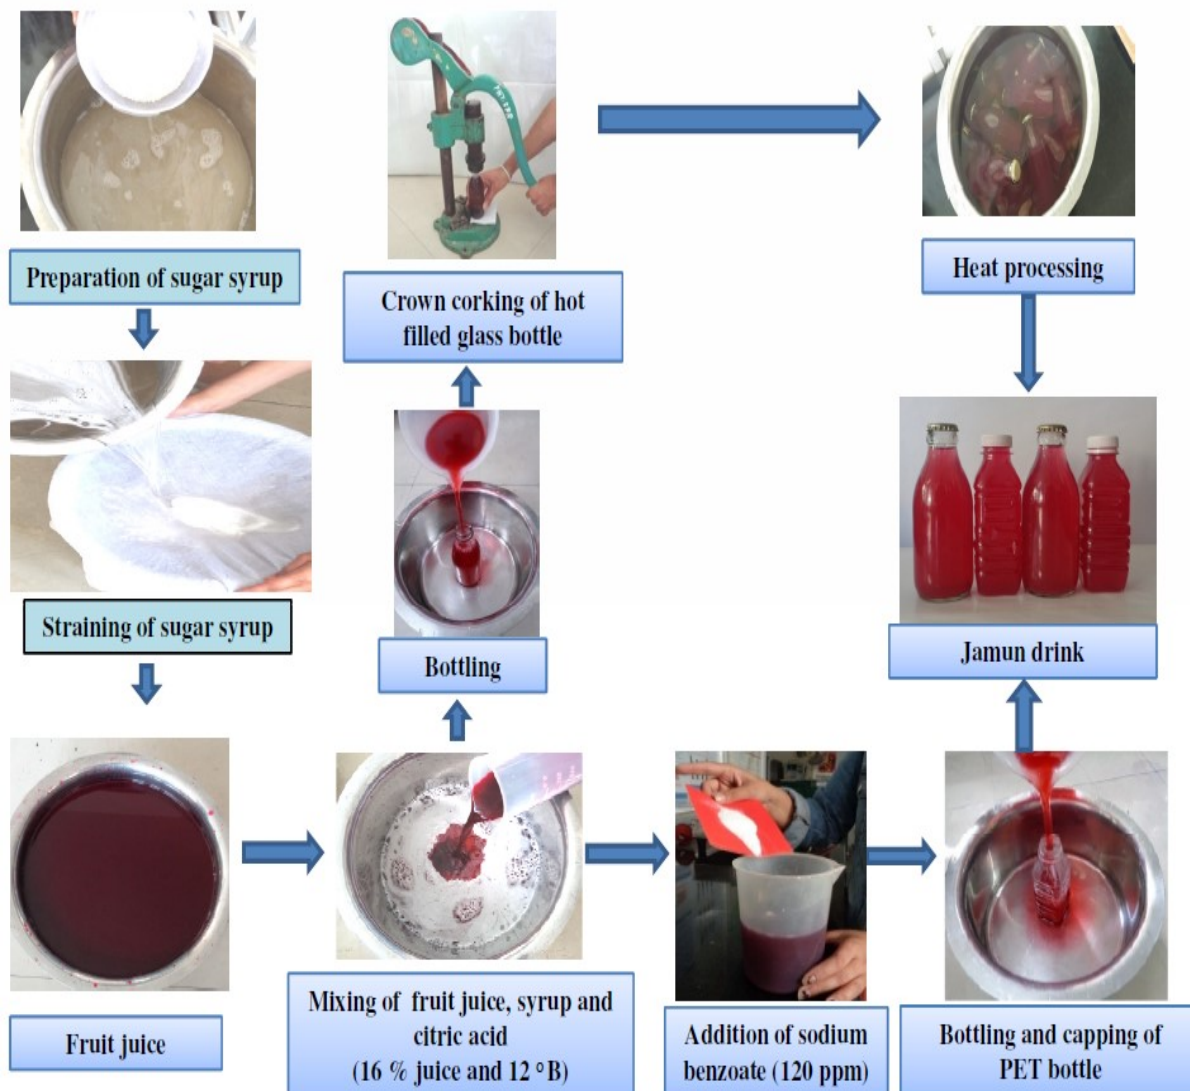 Preparation of sugar syrup
Straining of sugar syrup
Fruit juice
Mixing of fruit juice, syrup and
citric acid
(16 % juice and 12 °B)
Bottling
Crown corking of hot
filled glass bottle
Heat processing
Addition of sodium
benzoate (120 ppm)
Bottling and capping of
PET bottle
Jamun drink